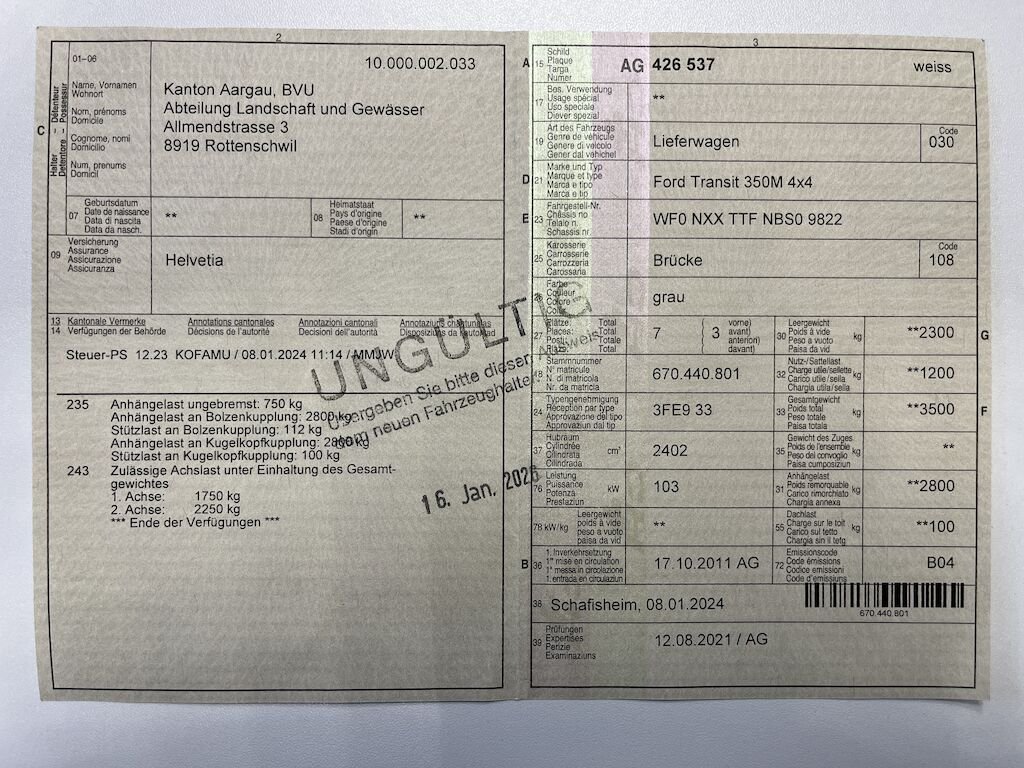 2
01–06
10.000.002.033
C
Halter Détenteur
Detentore Possessur
Name, Vornamen
Wohnort
Nom, prénoms
Domicile
Cognome, nomi
Domicilio
Num, prenums
Domicil
Kanton Aargau, BVU
Abteilung Landschaft und Gewässer
Allmendstrasse 3
8919 Rottenschwil
07
Geburtsdatum
Date de naissance
Data di nascita
Data da nasch.
**
08
Heimatstaat
Pays d'origine
Paese d'origine
Stadi d'origin
**
09
Versicherung
Assurance
Assicurazione
Assicuranza
Helvetia
13 Kantonale Vermerke Annotations cantonales Annotazioni cantonali Annotaziuns chantunalas
14 Verfügungen der Behörde Décisions de l'autorité Decisioni dell'autorità Disposiziuns da l'autoritad
Steuer-PS 12.23 KOFAMU / 08.01.2024 11:14 / MMJW
235 Anhängelast ungebremst: 750 kg
Anhängelast an Bolzenkupplung: 2800 kg
Stützlast an Bolzenkupplung: 112 kg
Anhängelast an Kugelkopfkupplung: 2800 kg
Stützlast an Kugelkopfkupplung: 100 kg
243 Zulässige Achslast unter Einhaltung des Gesamt-
gewichtes
1. Achse: 1750 kg
2. Achse: 2250 kg
*** Ende der Verfügungen ***
UNGÜLTIG
Übergeben Sie bitte diesen Ausweis
dem neuen Fahrzeughalter
16. Jan. 2026
3
A 15
Schild
Plaque
Targa
Numer
AG 426 537 weiss
17
Bes. Verwendung
Usage spécial
Uso speciale
Diever spezial
**
19
Art des Fahrzeugs
Genre de véhicule
Genere di veicolo
Gener dal vehichel
Lieferwagen
Code
030
D 21
Marke und Typ
Marque et type
Marca e tipo
Marca e tip
Ford Transit 350M 4x4
E 23
Fahrgestell-Nr.
Châssis no
Telaio n.
Schassis nr.
WF0 NXX TTF NBS0 9822
25
Karosserie
Carrosserie
Carrozzeria
Carossaria
Brücke
Code
108
26
Farbe
Couleur
Colore
grau
27
Plätze: Total
Places: Total
Posti: Totale
Plazs: Total
7
3
vorne)
avant)
anteriori)
davant)
30
Leergewicht
Poids à vide
Peso a vuoto
Paisa da vid
kg
**2300
G
18
Stammnummer
N° matricule
N. di matricola
Nr. da matricla
670.440.801
32
Nutz-/Sattellast
Charge utile/sellette
Carico utile/sella
Chargia utila/sella
kg
**1200
24
Typengenehmigung
Réception par type
Approvazione del tipo
Approvaziun dal tip
3FE9 33
33
Gesamtgewicht
Poids total
Peso totale
Paisa totala
kg
**3500
F
37
Hubraum
Cylindrée
Cilindrata
Cilindrada
cm³
2402
35
Gewicht des Zuges
Poids de l'ensemble
Peso del convoglio
Paisa cumposiziun
kg
**
76
Leistung
Puissance
Potenza
Prestaziun
kW
103
31
Anhängelast
Poids remorquable
Carico rimorchiato
Chargia annexa
kg
**2800
78 kW/kg
Leergewicht
poids à vide
peso a vuoto
paisa da vid
**
55
Dachlast
Charge sur le toit
Carico sul tetto
Chargia sin il tetg
kg
**100
B 36
1. Inverkehrsetzung
1re mise en circulation
1a messa in circolazione
1. entrada en circulaziun
17.10.2011 AG
72
Emissionscode
Code émissions
Codice emissioni
Code d'emissiuns
B04
38 Schafisheim, 08.01.2024
670.440.801
39
Prüfungen
Expertises
Perizie
Examinaziuns
12.08.2021 / AG